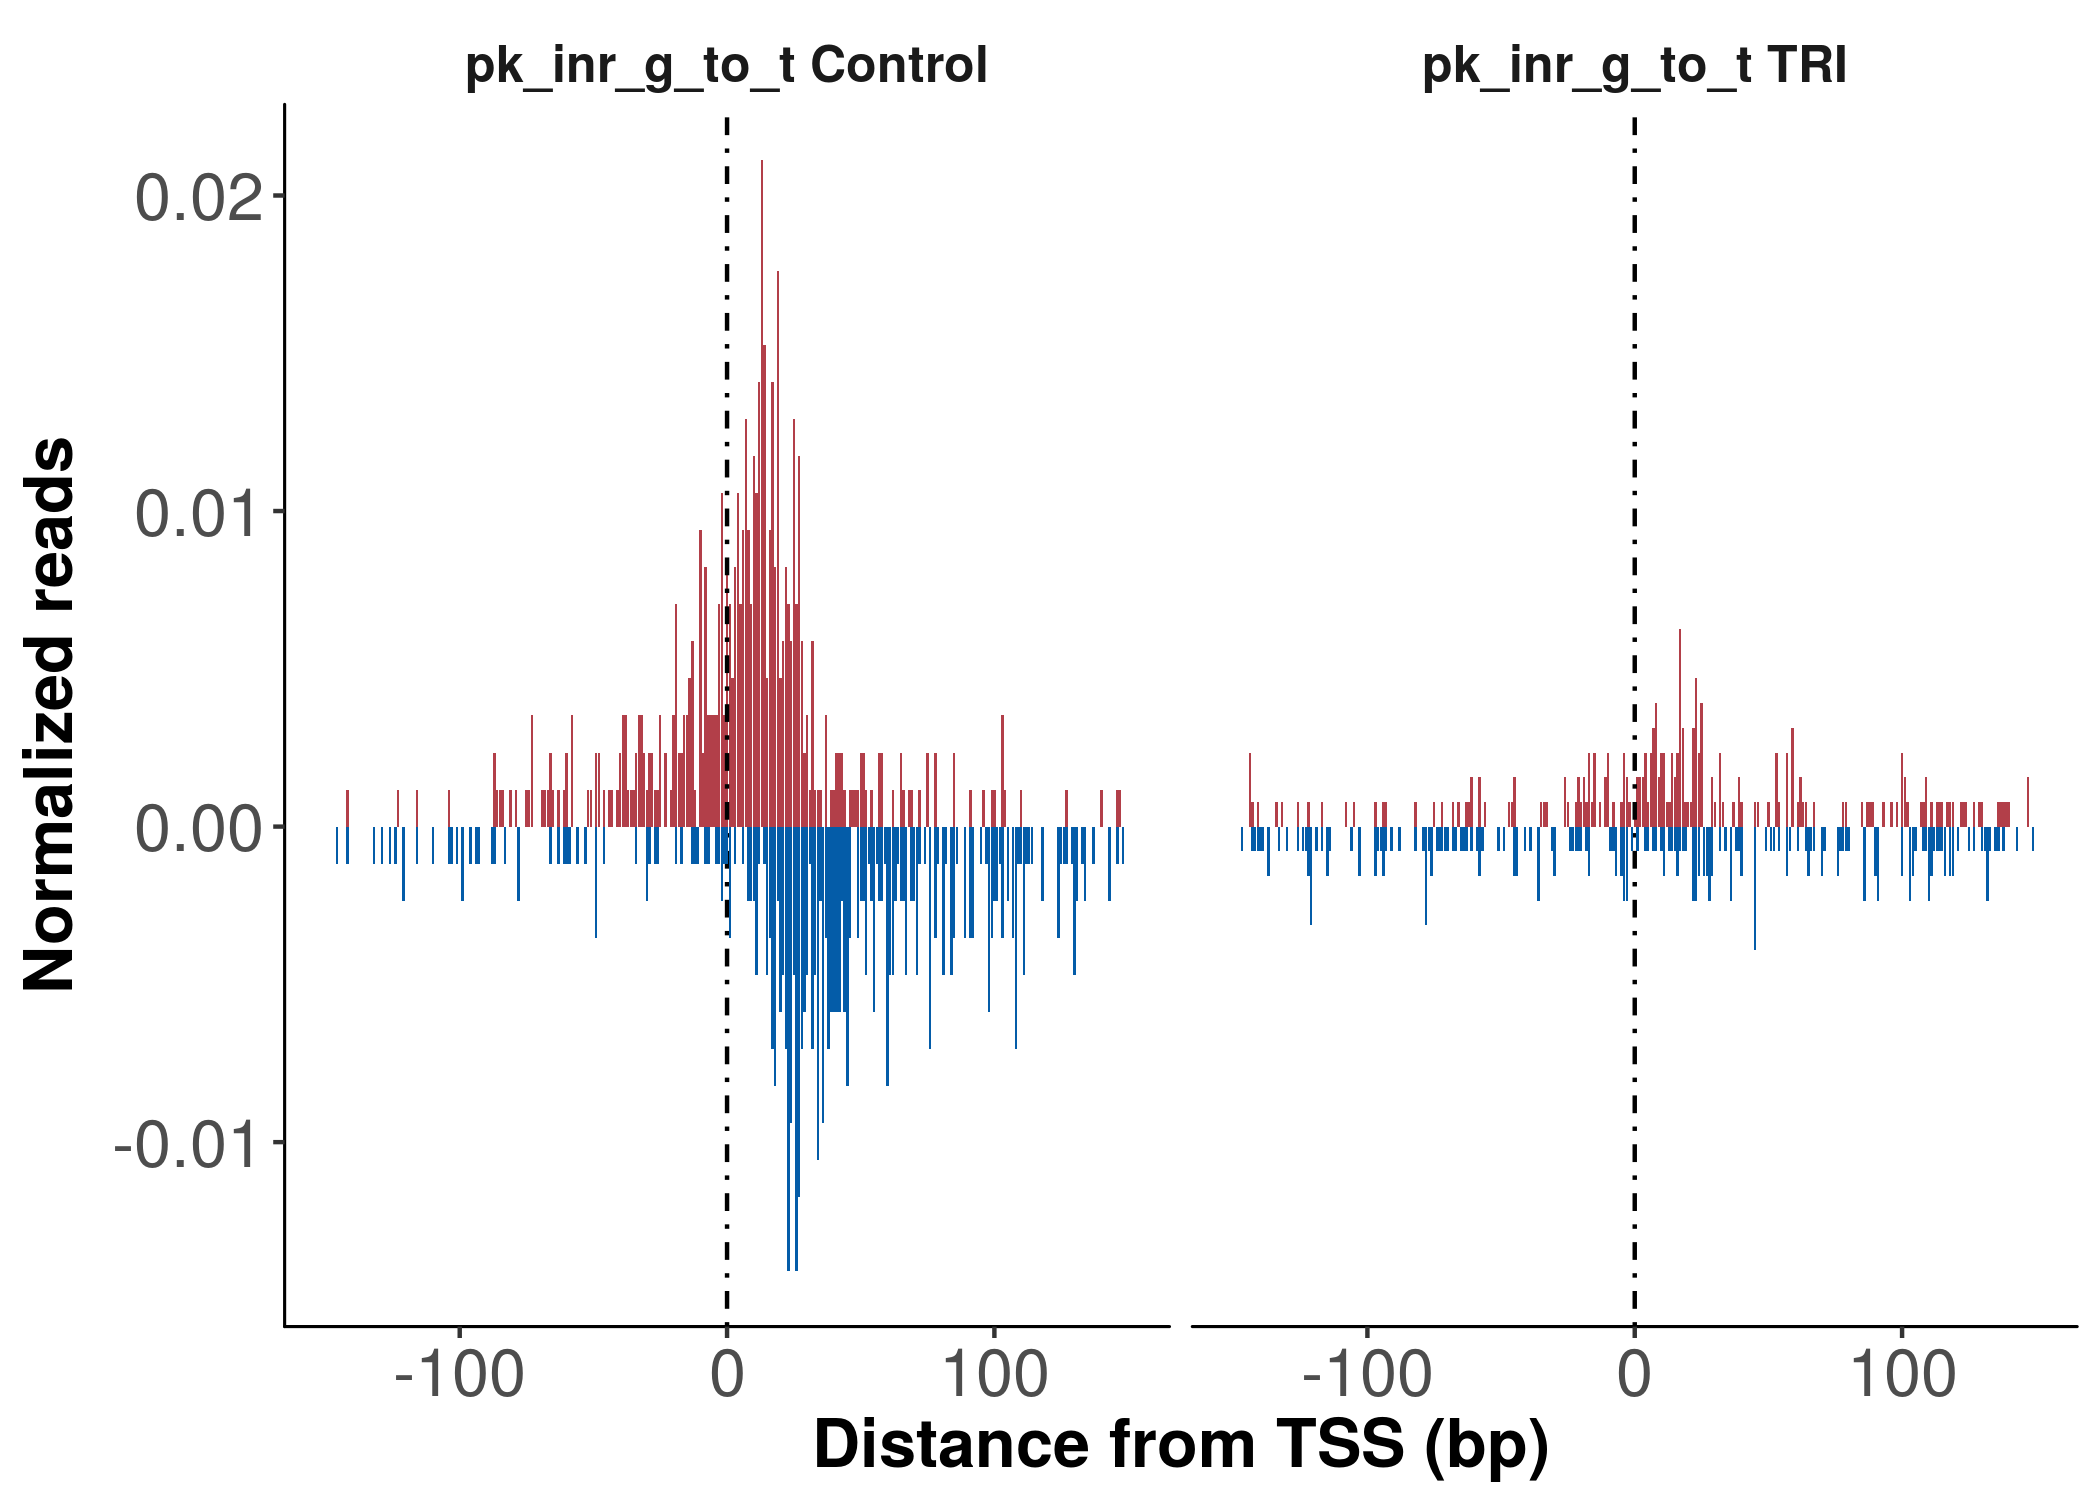 pk_inr_g_to_t Control
pk_inr_g_to_t TRI
Normalized reads
0.02
0.01
0.00
-0.01
-100
0
100
-100
0
100
Distance from TSS (bp)